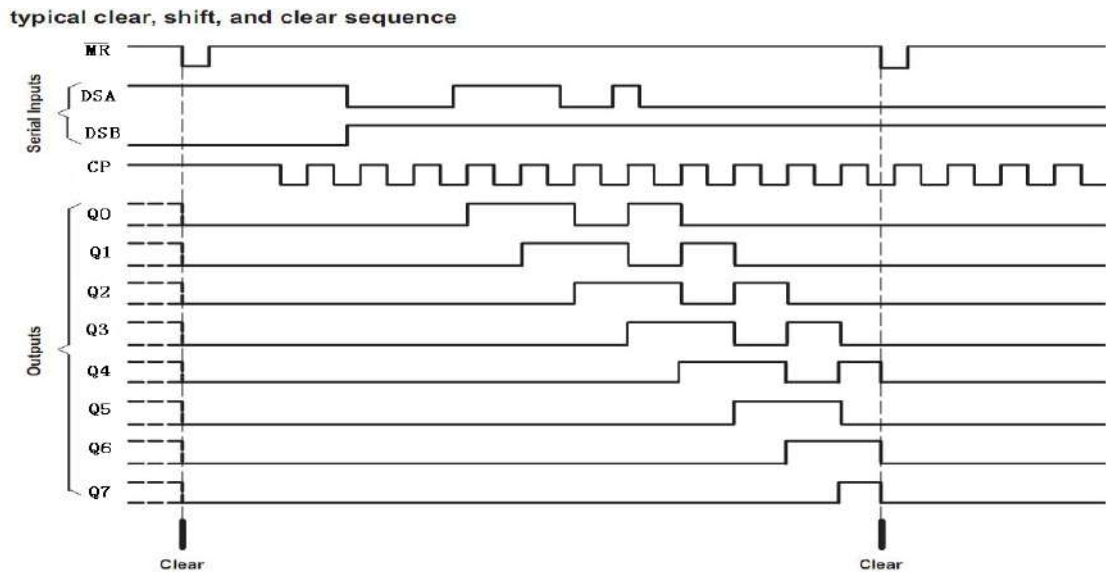 typical clear, shift, and clear sequence
M̅R̅
Serial Inputs
DSA
DSB
CP
Outputs
Q0
Q1
Q2
Q3
Q4
Q5
Q6
Q7
Clear
Clear